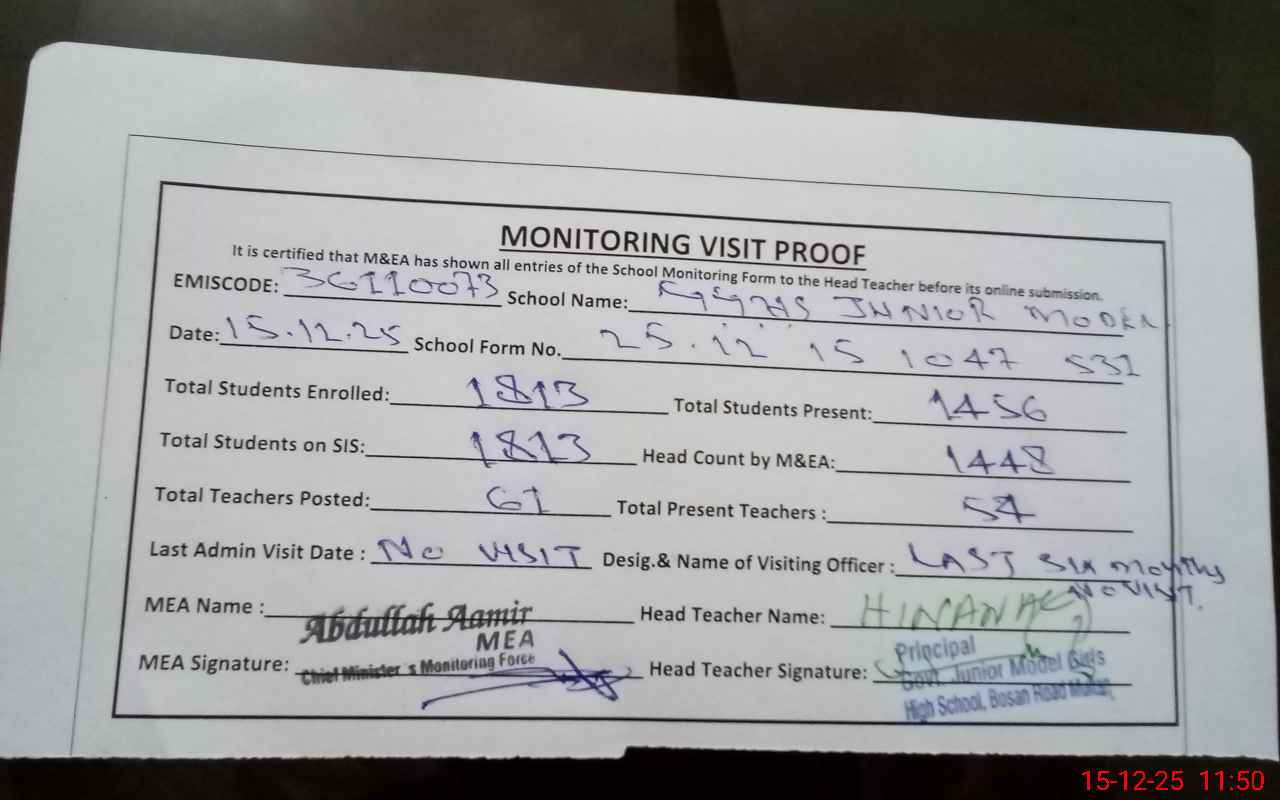 MONITORING VISIT PROOF
It is certified that M&EA has shown all entries of the School Monitoring Form to the Head Teacher before its online submission.
EMISCODE: 36110073 School Name: GGHS JUNIOR MODEL
Date: 15.12.25 School Form No. 25.12 15 1047 531
Total Students Enrolled: 1813 Total Students Present: 1456
Total Students on SIS: 1813 Head Count by M&EA: 1448
Total Teachers Posted: 61 Total Present Teachers : 54
Last Admin Visit Date : NO VISIT Desig.& Name of Visiting Officer : LAST SIX months
NO VISIT.
MEA Name : Abdullah Aamir Head Teacher Name: HINA
MEA
MEA Signature: Chief Minister's Monitoring Force Head Teacher Signature: Principal
Govt. Junior Model Girls
High School, Bosan Road Multan
15-12-25 11:50